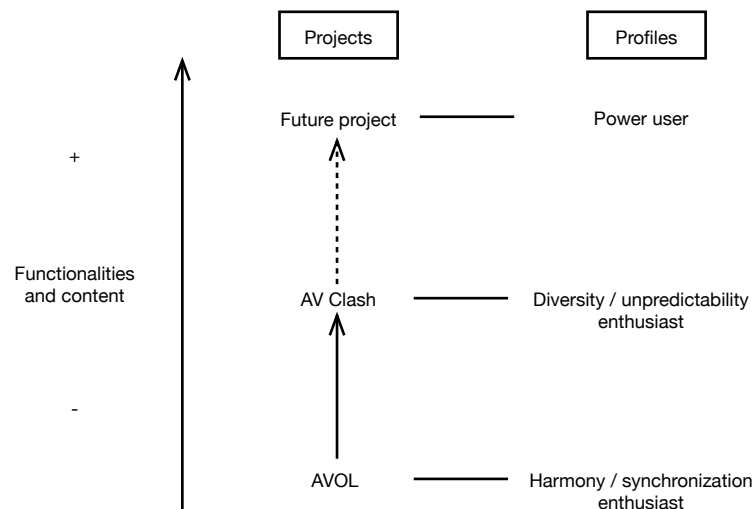 Projects
Profiles
Future project
Power user
+
Functionalities
and content
AV Clash
Diversity / unpredictability
enthusiast
-
AVOL
Harmony / synchronization
enthusiast